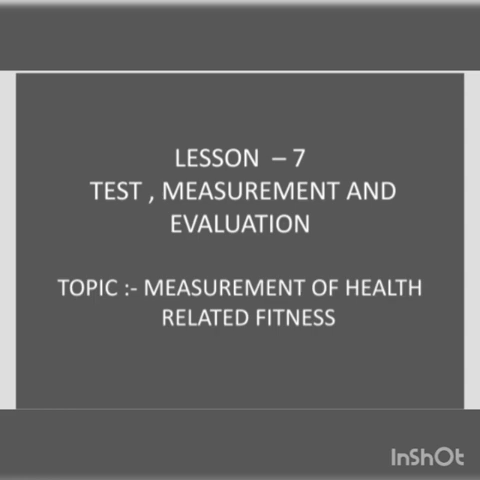 LESSON – 7
TEST , MEASUREMENT AND
EVALUATION
TOPIC :- MEASUREMENT OF HEALTH
RELATED FITNESS
InShOt